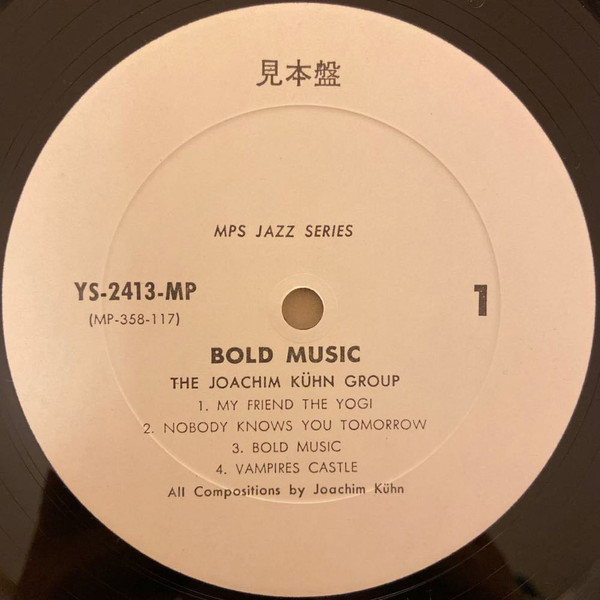 見本盤
MPS JAZZ SERIES
YS-2413-MP
(MP-358-117)
1
BOLD MUSIC
THE JOACHIM KÜHN GROUP
1. MY FRIEND THE YOGI
2. NOBODY KNOWS YOU TOMORROW
3. BOLD MUSIC
4. VAMPIRES CASTLE
All Compositions by Joachim Kühn